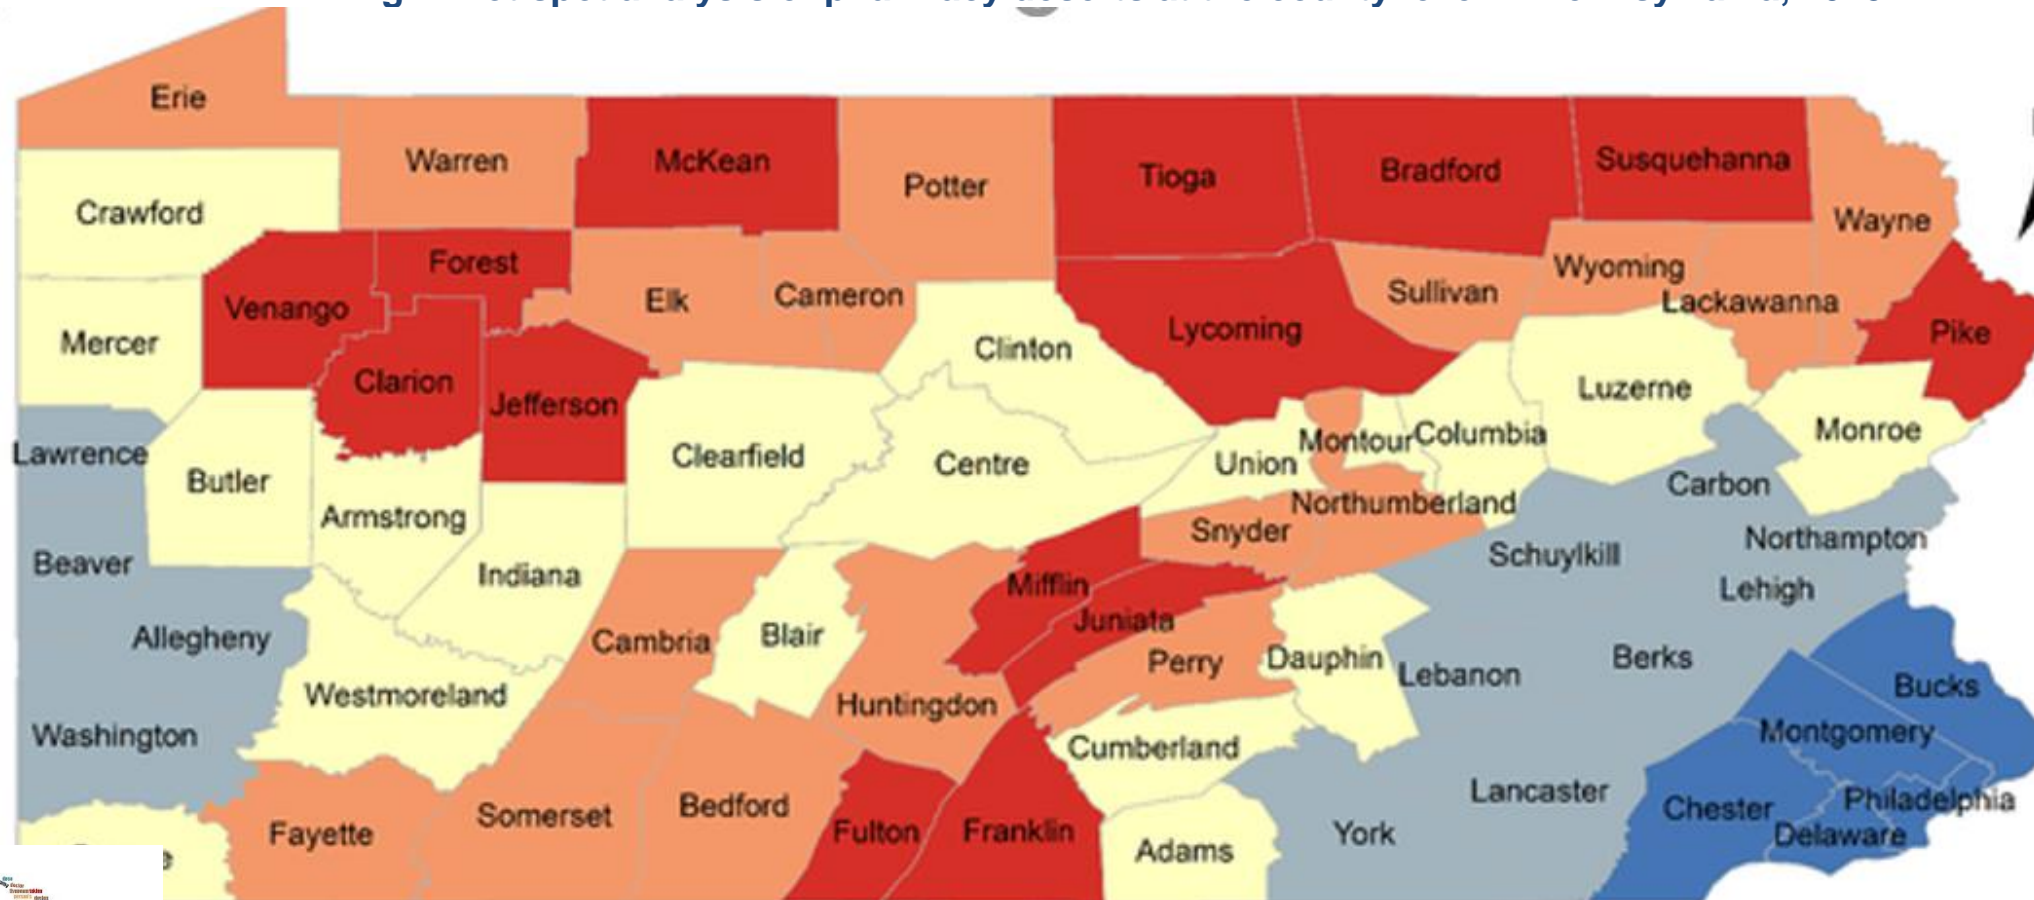 Erie
Warren
McKean
Potter
Tioga
Bradford
Susquehanna
Wayne
Crawford
Forest
Venango
Elk
Cameron
Sullivan
Wyoming
Lackawanna
Pike
Mercer
Clarion
Jefferson
Clinton
Lycoming
Luzerne
Monroe
Lawrence
Butler
Armstrong
Clearfield
Centre
Union
Montour
Columbia
Carbon
Northumberland
Snyder
Schuylkill
Northampton
Lehigh
Beaver
Indiana
Mifflin
Juniata
Allegheny
Cambria
Blair
Perry
Dauphin
Lebanon
Berks
Bucks
Westmoreland
Huntingdon
Washington
Cumberland
Montgomery
Lancaster
Chester
Philadelphia
Delaware
Fayette
Somerset
Bedford
Fulton
Franklin
Adams
York